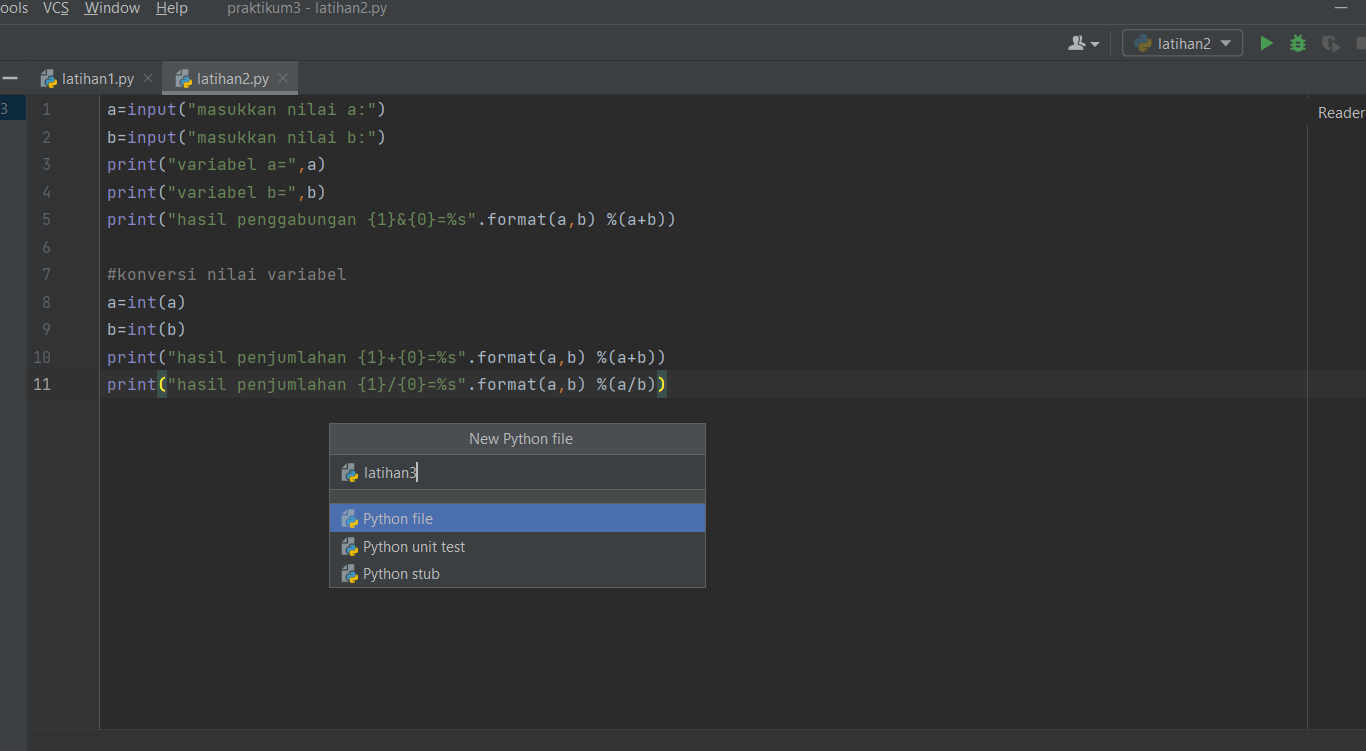 ools VCS Window Help praktikum3 - latihan2.py
latihan2
latihan1.py latihan2.py
3
Reader
1 a=input("masukkan nilai a:")
2 b=input("masukkan nilai b:")
3 print("variabel a=",a)
4 print("variabel b=",b)
5 print("hasil penggabungan {1}&{0}=%s".format(a,b) %(a+b))
6
7 #konversi nilai variabel
8 a=int(a)
9 b=int(b)
10 print("hasil penjumlahan {1}+{0}=%s".format(a,b) %(a+b))
11 print("hasil penjumlahan {1}/{0}=%s".format(a,b) %(a/b))
New Python file
latihan3
Python file
Python unit test
Python stub